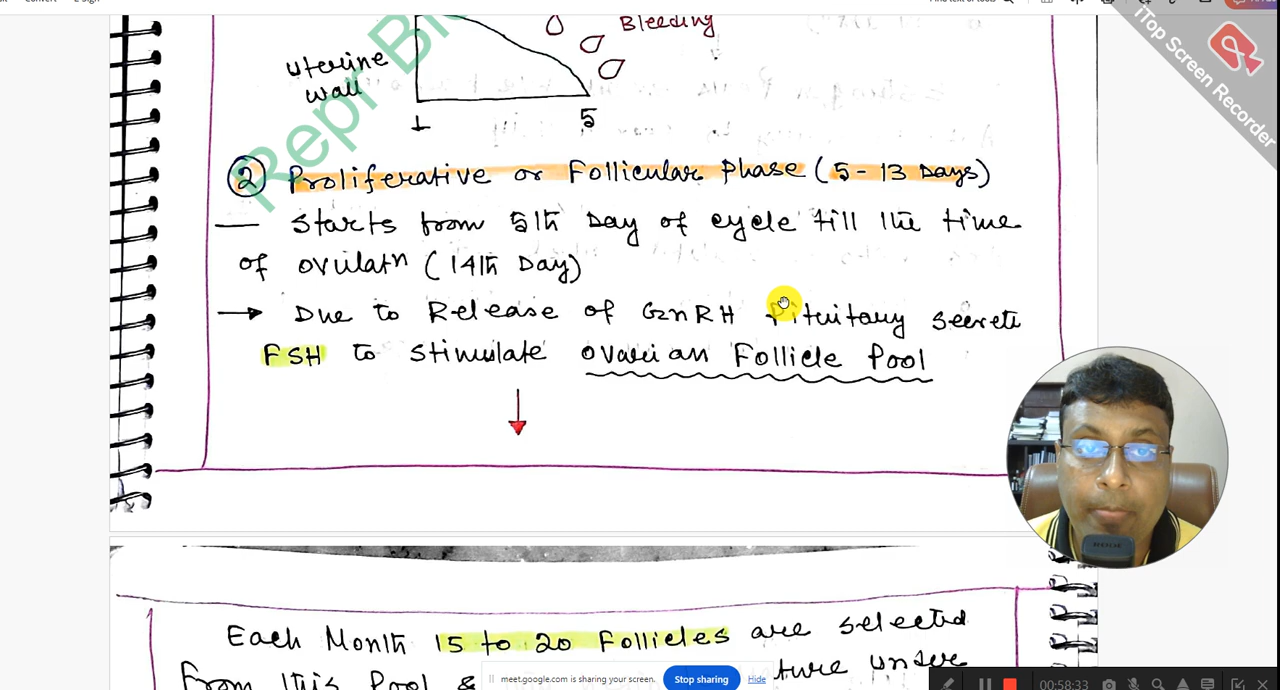 Bleeding
Uterine
wall
1
5
Repr Bi
② Proliferative or Follicular Phase (5-13 Days)
— Starts from 5th Day of cycle till the time
of ovulatn (14th Day)
→ Due to Release of GnRH Pituitary secrete
FSH to stimulate ovarian Follicle Pool
Each Month 15 to 20 Follicles are selected
From this Pool &
mature under
meet.google.com is sharing your screen. Stop sharing Hide
00:58:33
iTop Screen Recorder